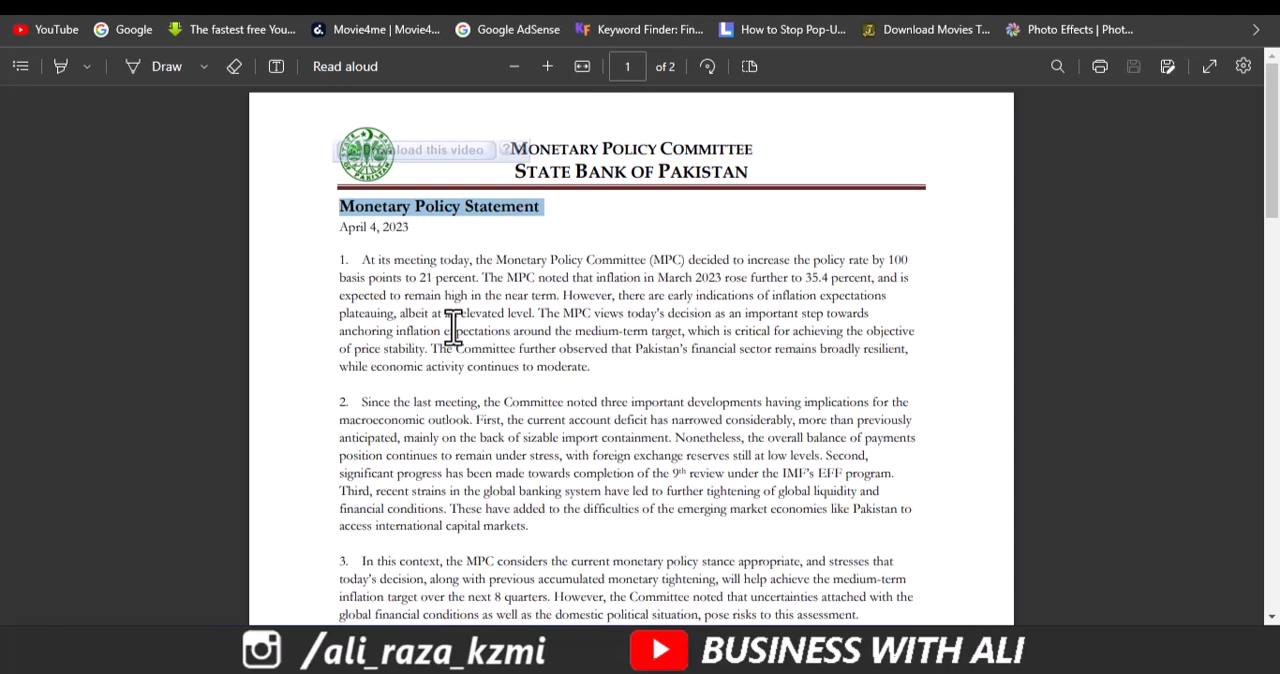 YouTube Google The fastest free You... Movie4me | Movie4... Google AdSense Keyword Finder: Fin... How to Stop Pop-U... Download Movies T... Photo Effects | Phot...
Draw Read aloud 1 of 2
load this video ?
MONETARY POLICY COMMITTEE
STATE BANK OF PAKISTAN
Monetary Policy Statement
April 4, 2023
1. At its meeting today, the Monetary Policy Committee (MPC) decided to increase the policy rate by 100
basis points to 21 percent. The MPC noted that inflation in March 2023 rose further to 35.4 percent, and is
expected to remain high in the near term. However, there are early indications of inflation expectations
plateauing, albeit at elevated level. The MPC views today's decision as an important step towards
anchoring inflation expectations around the medium-term target, which is critical for achieving the objective
of price stability. The Committee further observed that Pakistan's financial sector remains broadly resilient,
while economic activity continues to moderate.
2. Since the last meeting, the Committee noted three important developments having implications for the
macroeconomic outlook. First, the current account deficit has narrowed considerably, more than previously
anticipated, mainly on the back of sizable import containment. Nonetheless, the overall balance of payments
position continues to remain under stress, with foreign exchange reserves still at low levels. Second,
significant progress has been made towards completion of the 9th review under the IMF's EFF program.
Third, recent strains in the global banking system have led to further tightening of global liquidity and
financial conditions. These have added to the difficulties of the emerging market economies like Pakistan to
access international capital markets.
3. In this context, the MPC considers the current monetary policy stance appropriate, and stresses that
today's decision, along with previous accumulated monetary tightening, will help achieve the medium-term
inflation target over the next 8 quarters. However, the Committee noted that uncertainties attached with the
global financial conditions as well as the domestic political situation, pose risks to this assessment.
/ali_raza_kzmi BUSINESS WITH ALI